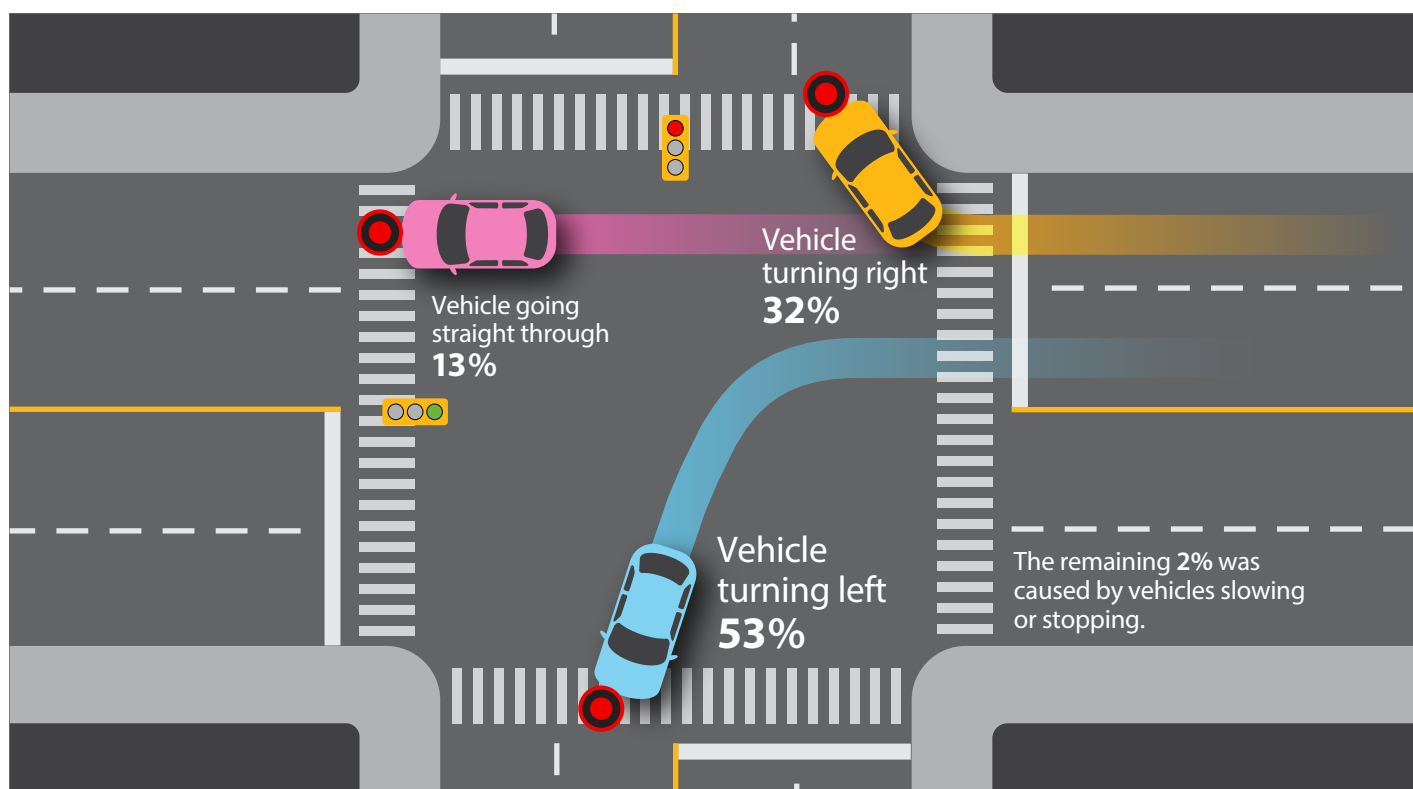 Vehicle
turning right
32%
Vehicle going
straight through
13%
Vehicle
turning left
53%
The remaining 2% was
caused by vehicles slowing
or stopping.